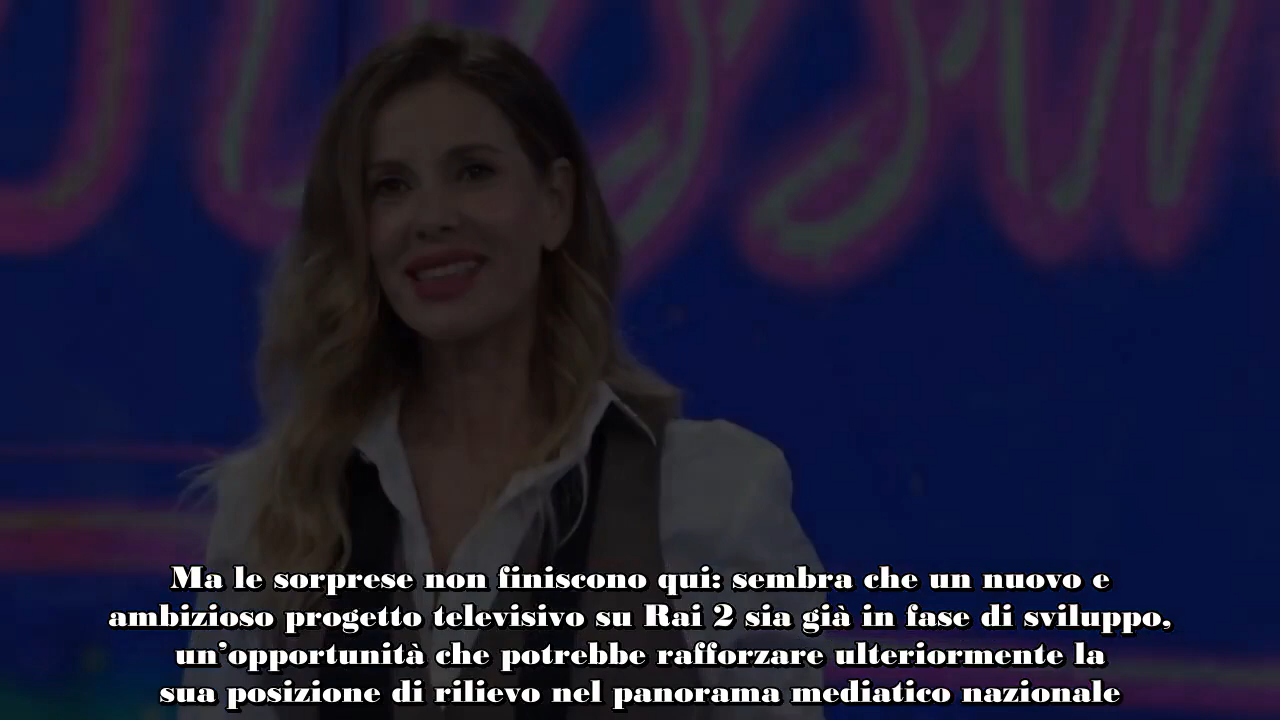 Ma le sorprese non finiscono qui: sembra che un nuovo e
ambizioso progetto televisivo su Rai 2 sia già in fase di sviluppo,
un'opportunità che potrebbe rafforzare ulteriormente la
sua posizione di rilievo nel panorama mediatico nazionale